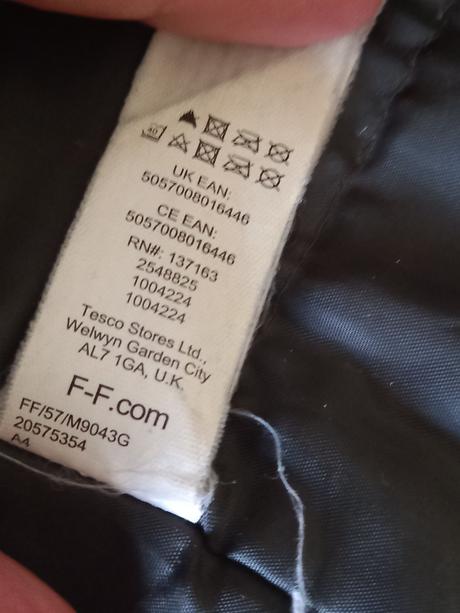 40
UK EAN:
5057008016446
CE EAN:
5057008016446
RN#: 137163
2548825
1004224
1004224
Tesco Stores Ltd.,
Welwyn Garden City
AL7 1GA, U.K.
F-F.com
FF/57/M9043G
20575354
A4